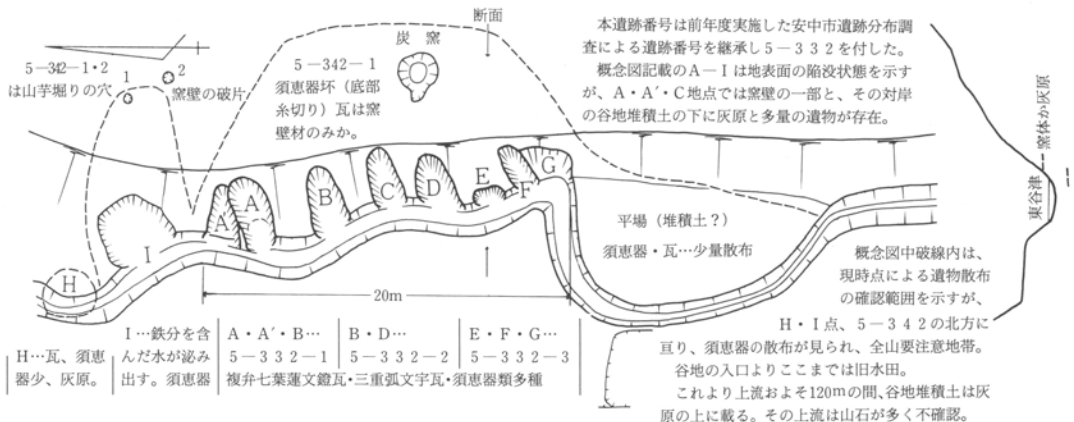 断面
炭窯
5－342－1・2
は山芋堀りの穴
1
2
窯壁の破片
5－342－1
須恵器坏（底部
糸切り）瓦は窯
壁材のみか。
本遺跡番号は前年度実施した安中市遺跡分布調
査による遺跡番号を継承し5－332を付した。
概念図記載のA－Iは地表面の陥没状態を示す
が、A・A′・C地点では窯壁の一部と、その対岸
の谷地堆積土の下に灰原と多量の遺物が存在。
窯体か灰原
東谷津
A′
A
B
C
D
E
F
G
H
I
平場（堆積土？）
須恵器・瓦…少量散布
20m
概念図中破線内は、
現時点による遺物散布
の確認範囲を示すが、
H・I点、5－342の北方に
亘り、須恵器の散布が見られ、全山要注意地帯。
谷地の入口よりここまでは旧水田。
これより上流およそ120mの間、谷地堆積土は灰
原の上に載る。その上流は山石が多く不確認。
H…瓦、須恵
器少、灰原。
I…鉄分を含
んだ水が泌み
出す。須恵器
A・A′・B…
5－332－1
B・D…
5－332－2
E・F・G…
5－332－3
複弁七葉蓮文鐙瓦・三重弧文宇瓦・須恵器類多種